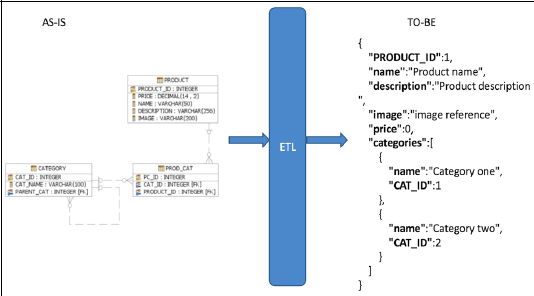 AS-IS
TO-BE
PRODUCT
PRODUCT_ID : INTEGER
PRICE : DECIMAL(14 , 2)
NAME : VARCHAR(50)
DESCRIPTION : VARCHAR(256)
IMAGE : VARCHAR(200)
CATEGORY
CAT_ID : INTEGER
CAT_NAME : VARCHAR(100)
PARENT_CAT : INTEGER [FK]
PROD_CAT
PC_ID : INTEGER
CAT_ID : INTEGER [FK]
PRODUCT_ID : INTEGER [FK]
ETL
{
"PRODUCT_ID":1,
"name":"Product name",
"description":"Product description
",
"image":"image reference",
"price":0,
"categories":[
{
"name":"Category one",
"CAT_ID":1
},
{
"name":"Category two",
"CAT_ID":2
}
]
}